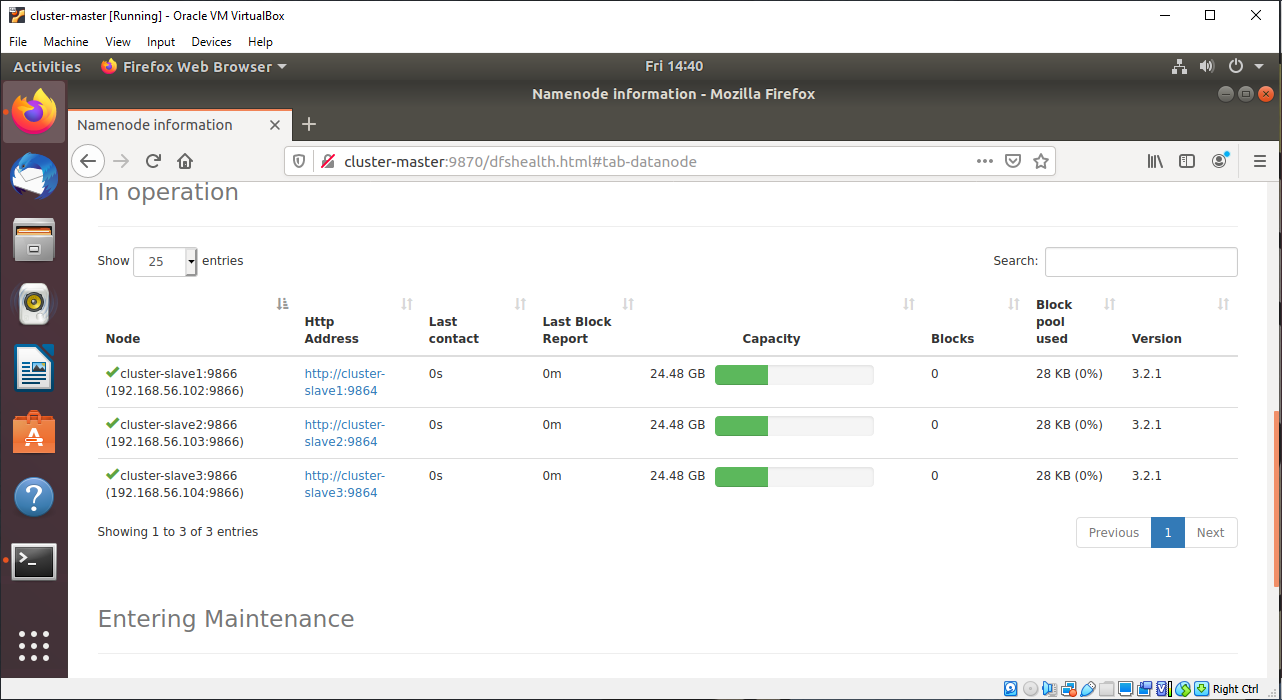 cluster-master [Running] - Oracle VM VirtualBox
File Machine View Input Devices Help
Activities Firefox Web Browser Fri 14:40
Namenode information - Mozilla Firefox
Namenode information
cluster-master:9870/dfshealth.html#tab-datanode
In operation
Show 25 entries Search:
Node Http Address Last contact Last Block Report Capacity Blocks Block pool used Version
cluster-slave1:9866 http://cluster- 0s 0m 24.48 GB 0 28 KB (0%) 3.2.1
(192.168.56.102:9866) slave1:9864
cluster-slave2:9866 http://cluster- 0s 0m 24.48 GB 0 28 KB (0%) 3.2.1
(192.168.56.103:9866) slave2:9864
cluster-slave3:9866 http://cluster- 0s 0m 24.48 GB 0 28 KB (0%) 3.2.1
(192.168.56.104:9866) slave3:9864
Showing 1 to 3 of 3 entries Previous 1 Next
Entering Maintenance
Right Ctrl